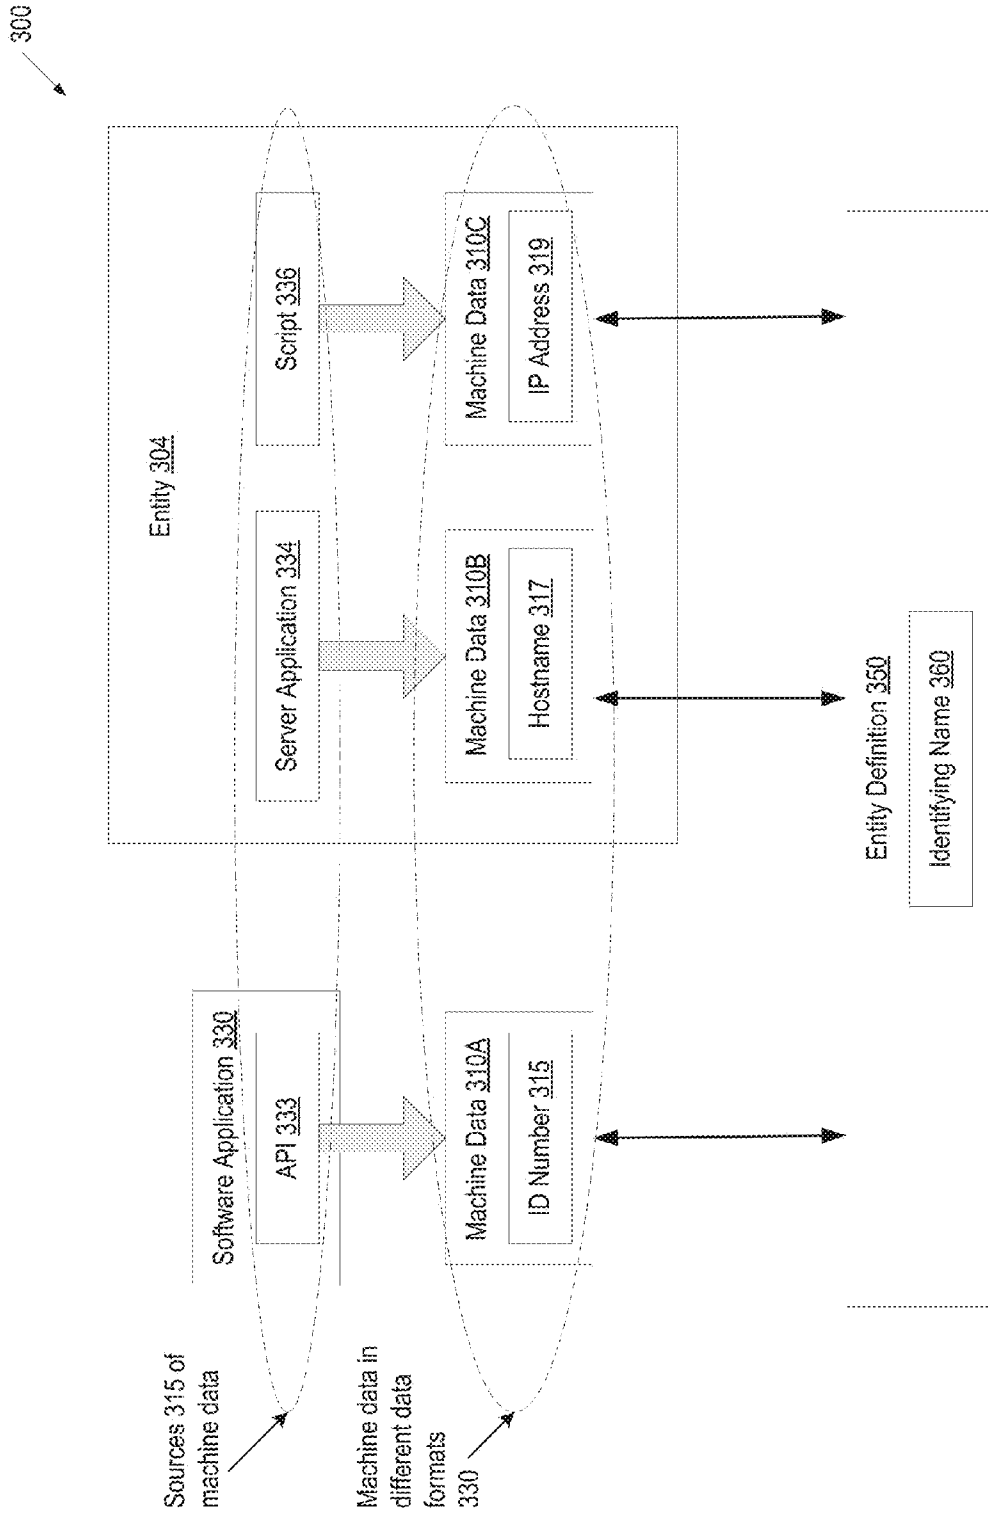 300
Entity 304
Sources 315 of
machine data
Software Application 330
API 333
Server Application 334
Script 336
Machine data in
different data
formats
330
Machine Data 310A
ID Number 315
Machine Data 310B
Hostname 317
Machine Data 310C
IP Address 319
Entity Definition 350
Identifying Name 360